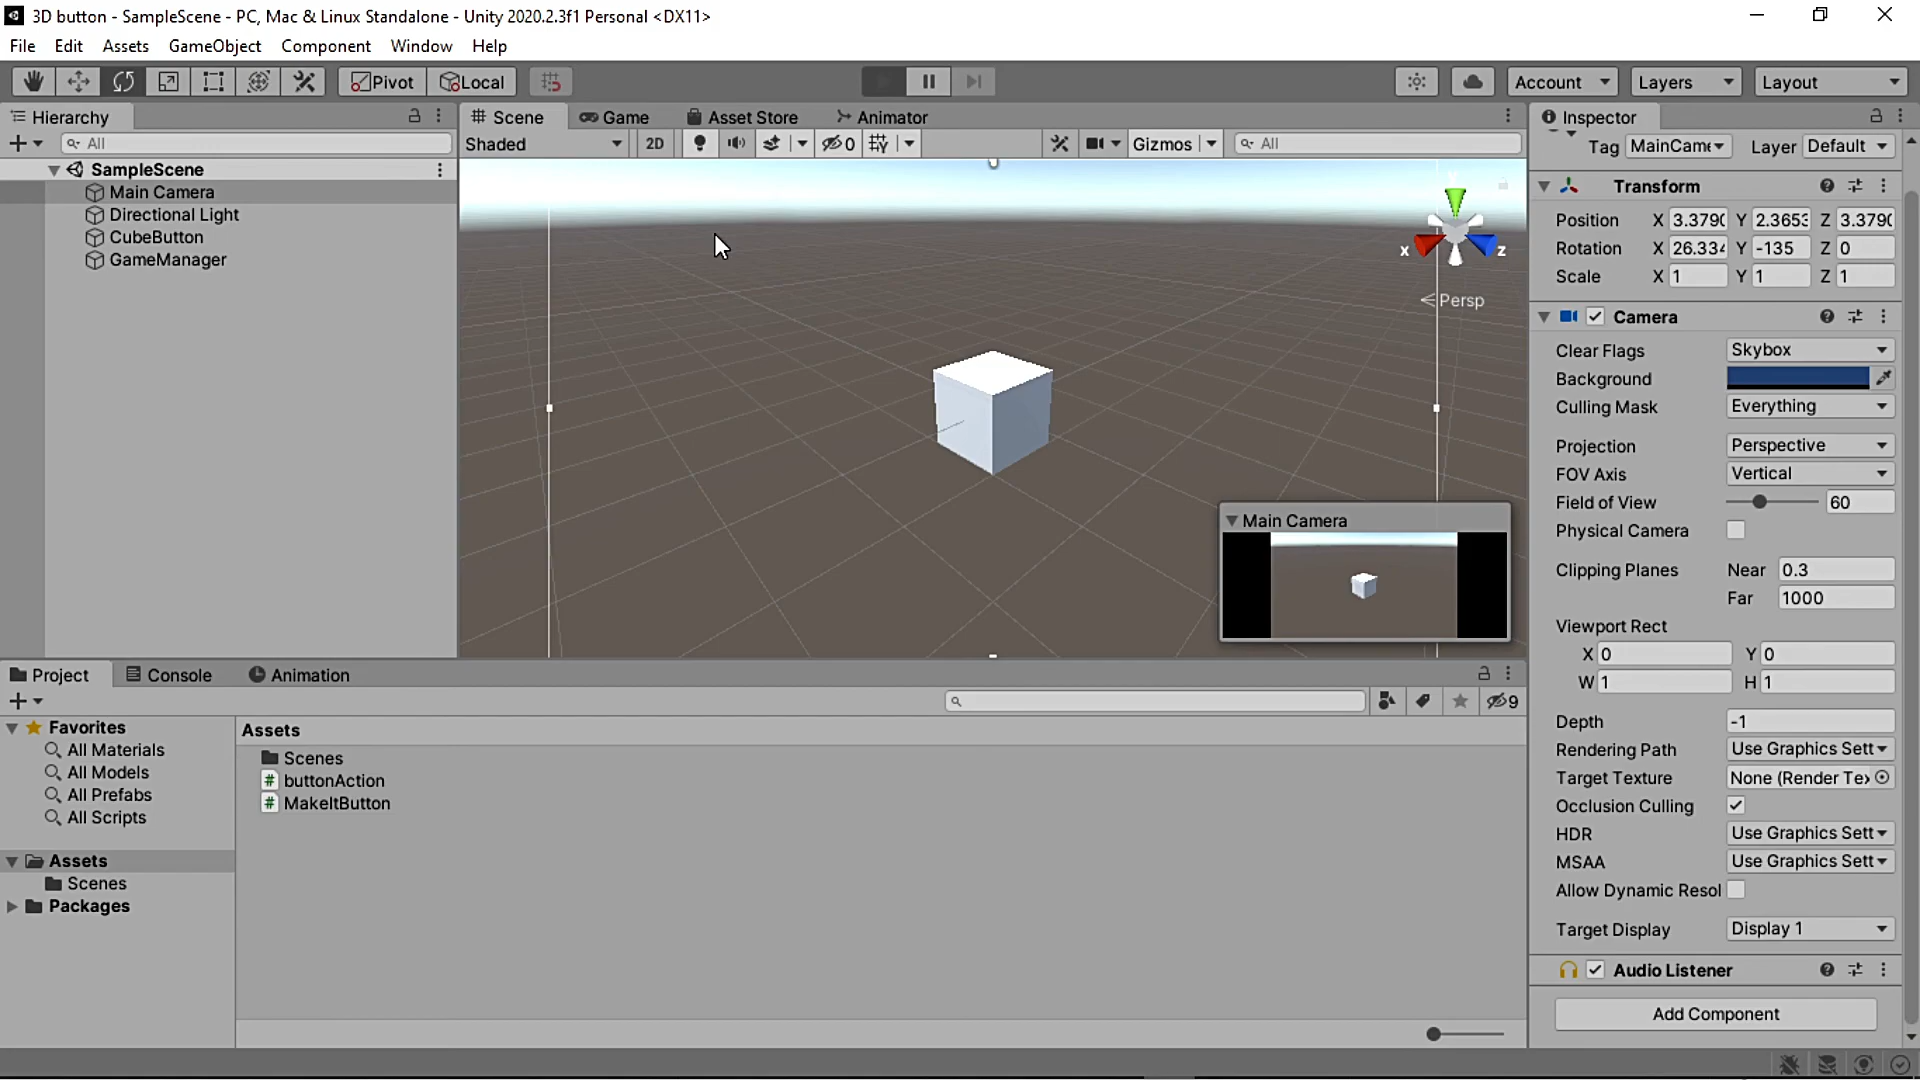 3D button - SampleScene - PC, Mac & Linux Standalone - Unity 2020.2.3f1 Personal <DX11>
File Edit Assets GameObject Component Window Help
Pivot Local Account Layers Layout
Hierarchy
All
SampleScene
Main Camera
Directional Light
CubeButton
GameManager
Scene Game Asset Store Animator
Shaded 2D 0 Gizmos All
x z
Persp
Main Camera
Inspector
Tag MainCame Layer Default
Transform
Position X 3.3790 Y 2.3653 Z 3.3790
Rotation X 26.334 Y -135 Z 0
Scale X 1 Y 1 Z 1
Camera
Clear Flags Skybox
Background
Culling Mask Everything
Projection Perspective
FOV Axis Vertical
Field of View 60
Physical Camera
Clipping Planes Near 0.3
Far 1000
Viewport Rect
X 0 Y 0
W 1 H 1
Depth -1
Rendering Path Use Graphics Sett
Target Texture None (Render Tex
Occlusion Culling
HDR Use Graphics Sett
MSAA Use Graphics Sett
Allow Dynamic Resol
Target Display Display 1
Audio Listener
Add Component
Project Console Animation
9
Favorites
All Materials
All Models
All Prefabs
All Scripts
Assets
Scenes
Packages
Assets
Scenes
buttonAction
MakeItButton